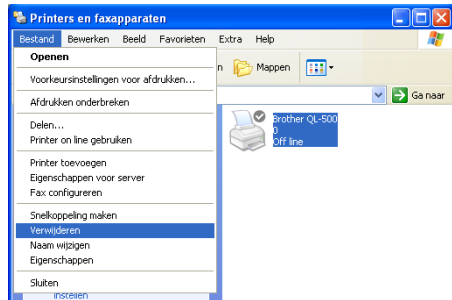 Printers en faxapparaten
Bestand Bewerken Beeld Favorieten Extra Help
Openen
Voorkeursinstellingen voor afdrukken...
Afdrukken onderbreken
Delen...
Printer on line gebruiken
Printer toevoegen
Eigenschappen voor server
Fax configureren
Snelkoppeling maken
Verwijderen
Naam wijzigen
Eigenschappen
Sluiten
instellen
n Mappen
Ga naar
Brother QL-500
0
Off line